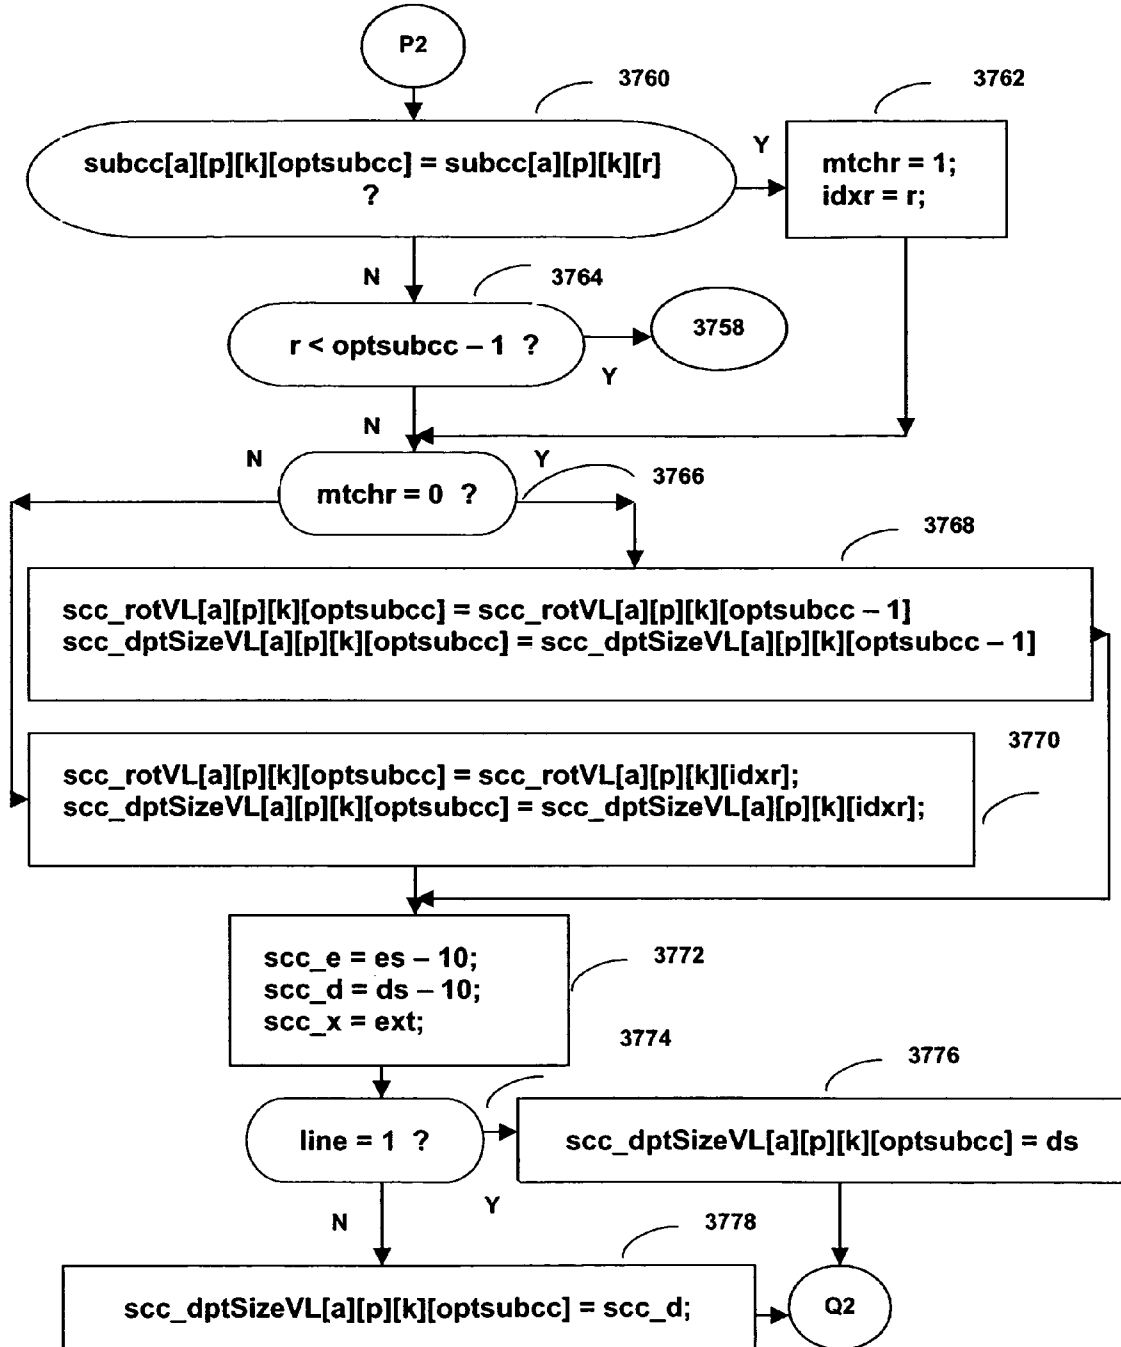 P2
3760
3762
subcc[a][p][k][optsubcc] = subcc[a][p][k][r]
?
Y
mtchr = 1;
idxr = r;
N
3764
r < optsubcc – 1 ?
3758
Y
N
N
Y
mtchr = 0 ?
3766
3768
scc_rotVL[a][p][k][optsubcc] = scc_rotVL[a][p][k][optsubcc – 1]
scc_dptSizeVL[a][p][k][optsubcc] = scc_dptSizeVL[a][p][k][optsubcc – 1]
3770
scc_rotVL[a][p][k][optsubcc] = scc_rotVL[a][p][k][idxr];
scc_dptSizeVL[a][p][k][optsubcc] = scc_dptSizeVL[a][p][k][idxr];
scc_e = es – 10;
scc_d = ds – 10;
scc_x = ext;
3772
3774
3776
line = 1 ?
scc_dptSizeVL[a][p][k][optsubcc] = ds
Y
N
3778
scc_dptSizeVL[a][p][k][optsubcc] = scc_d;
Q2